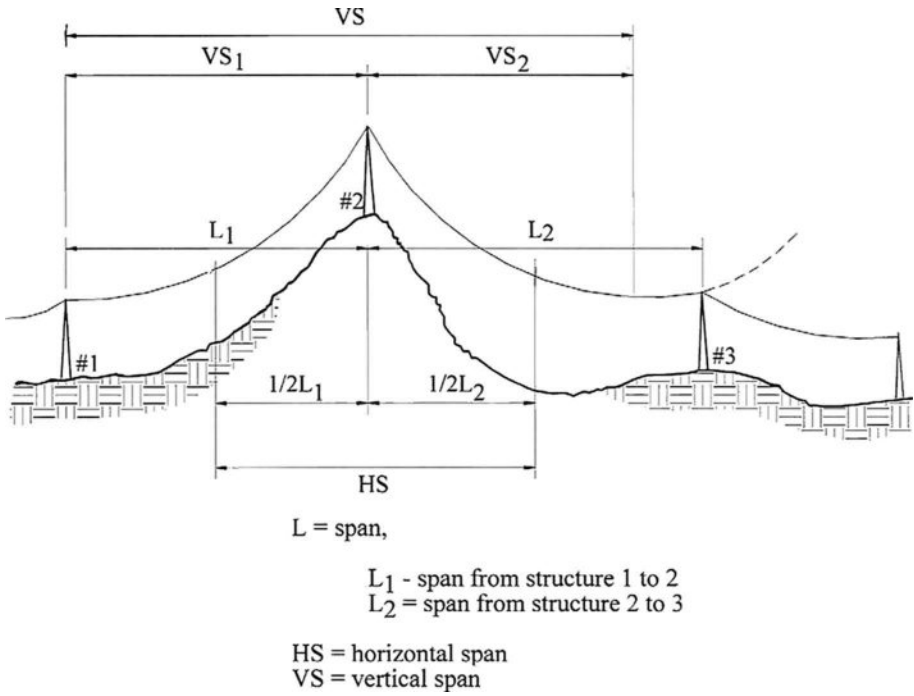 VS
VS1 VS2
#2
L1 L2
#1 #3
1/2L1 1/2L2
HS
L = span,
L1 - span from structure 1 to 2
L2 = span from structure 2 to 3
HS = horizontal span
VS = vertical span